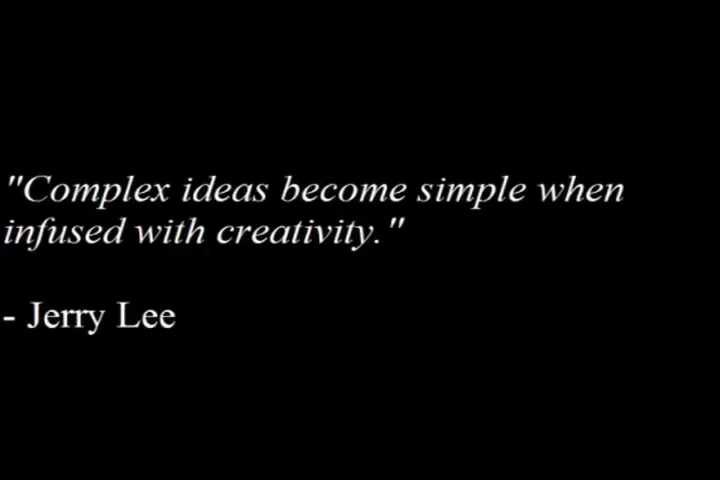 "Complex ideas become simple when
infused with creativity."
- Jerry Lee